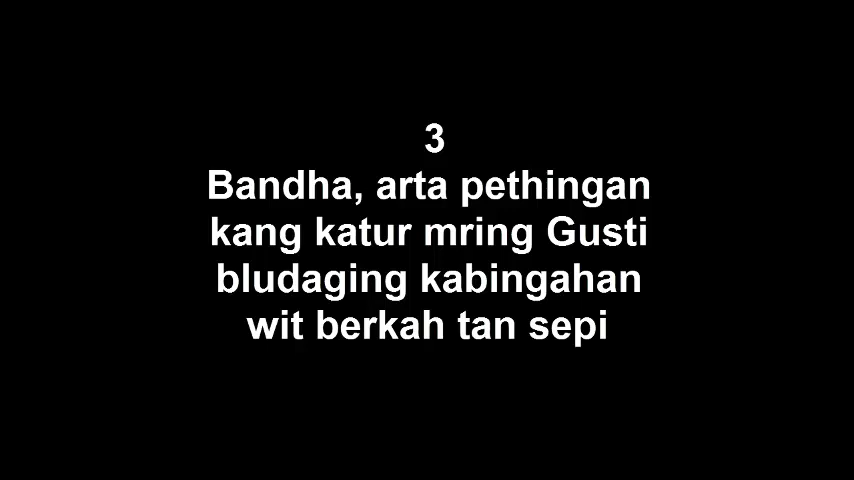 3
Bandha, arta pethingan
kang katur mring Gusti
bludaging kabingahan
wit berkah tan sepi